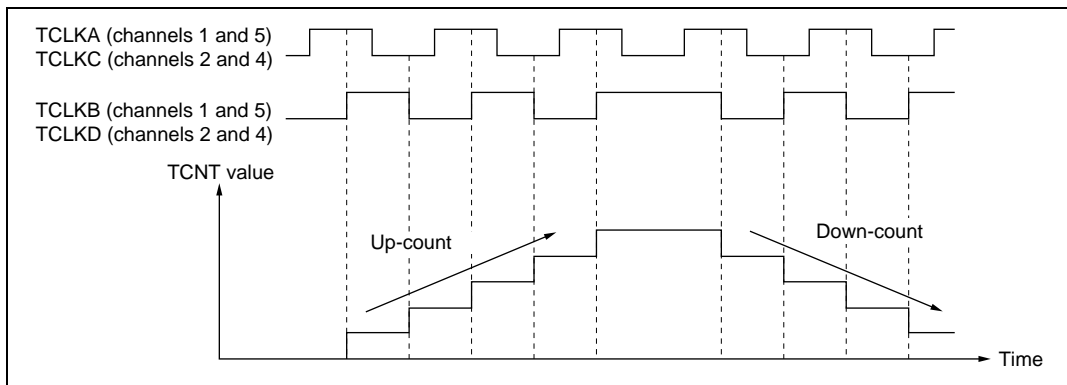 TCLKA (channels 1 and 5)
TCLKC (channels 2 and 4)
TCLKB (channels 1 and 5)
TCLKD (channels 2 and 4)
TCNT value
Up-count
Down-count
Time